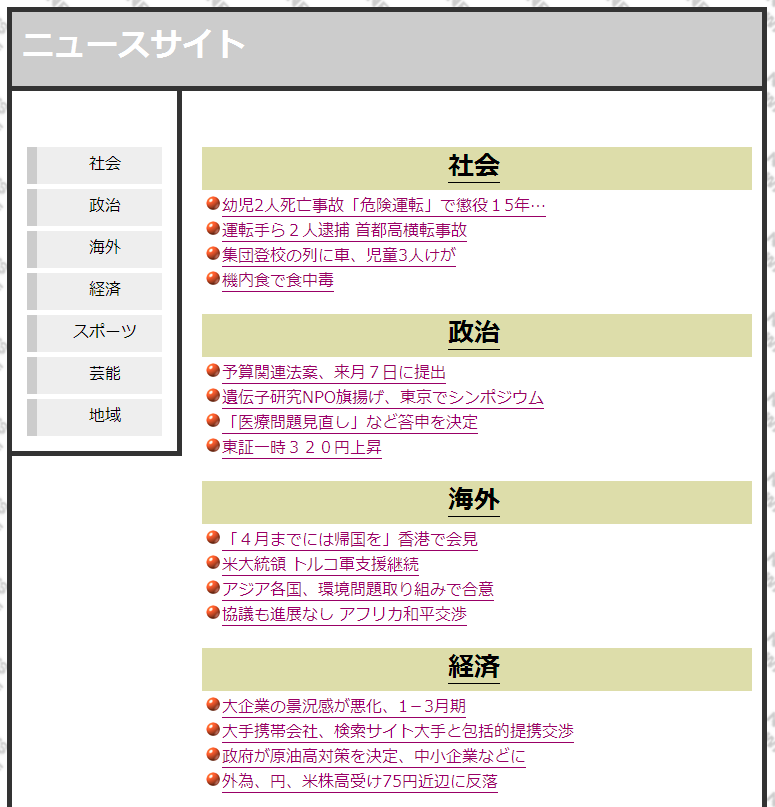 ニュースサイト
社会
政治
海外
経済
スポーツ
芸能
地域
社会
幼児2人死亡事故「危険運転」で懲役１5年…
運転手ら２人逮捕 首都高横転事故
集団登校の列に車、児童3人けが
機内食で食中毒
政治
予算関連法案、来月７日に提出
遺伝子研究NPO旗揚げ、東京でシンポジウム
「医療問題見直し」など答申を決定
東証一時３２０円上昇
海外
「４月までには帰国を」香港で会見
米大統領 トルコ軍支援継続
アジア各国、環境問題取り組みで合意
協議も進展なし アフリカ和平交渉
経済
大企業の景況感が悪化、1－3月期
大手携帯会社、検索サイト大手と包括的提携交渉
政府が原油高対策を決定、中小企業などに
外為、円、米株高受け75円近辺に反落